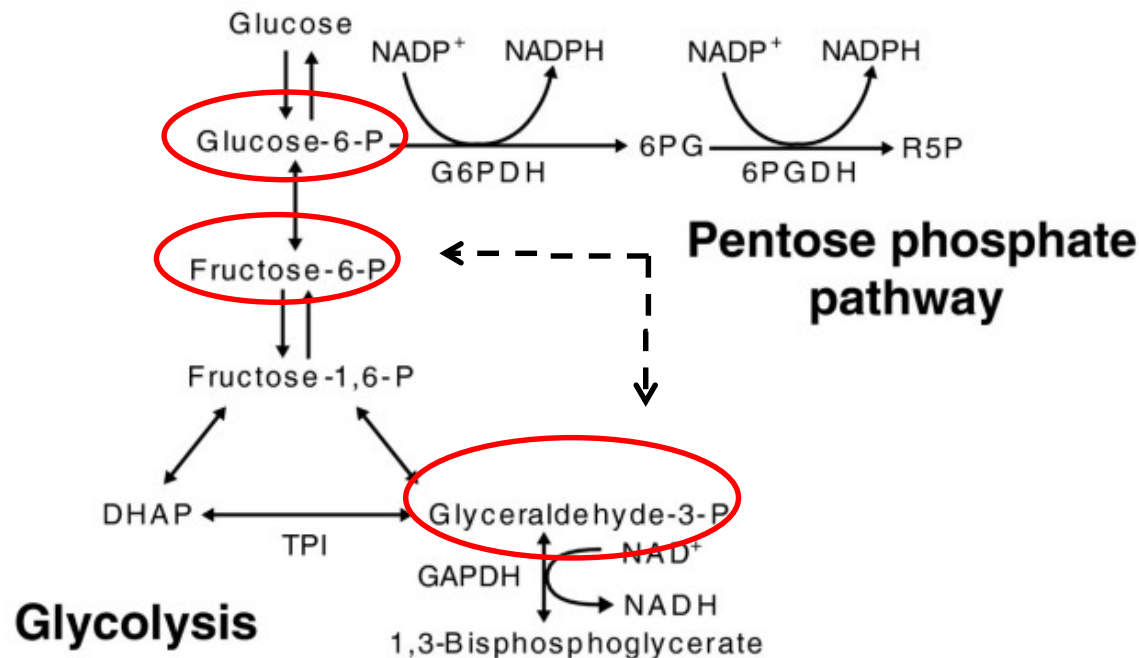 Glucose
NADP+ NADPH NADP+ NADPH
Glucose-6-P 6PG R5P
G6PDH 6PGDH
Pentose phosphate
pathway
Fructose-6-P
Fructose-1,6-P
DHAP Glyceraldehyde-3-P
TPI
NAD+
GAPDH
NADH
Glycolysis
1,3-Bisphosphoglycerate